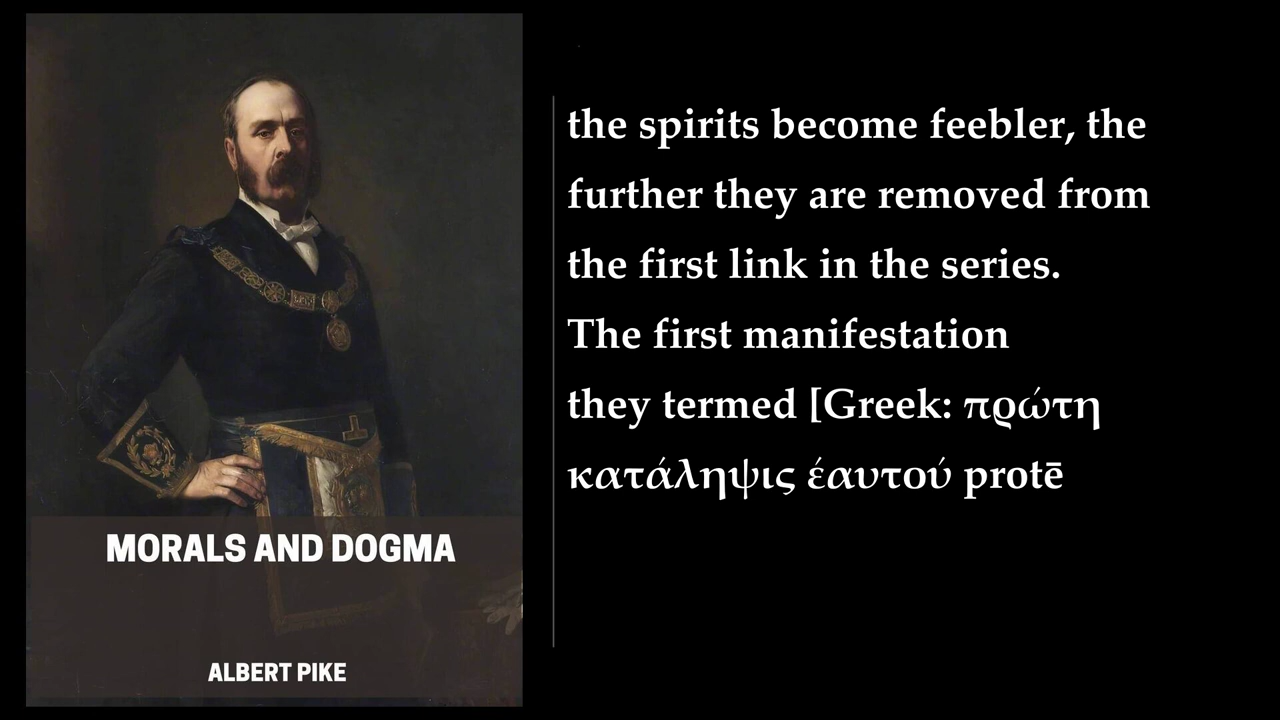 MORALS AND DOGMA
ALBERT PIKE
the spirits become feebler, the
further they are removed from
the first link in the series.
The first manifestation
they termed [Greek: πρώτη
κατάληψις έαυτού protē